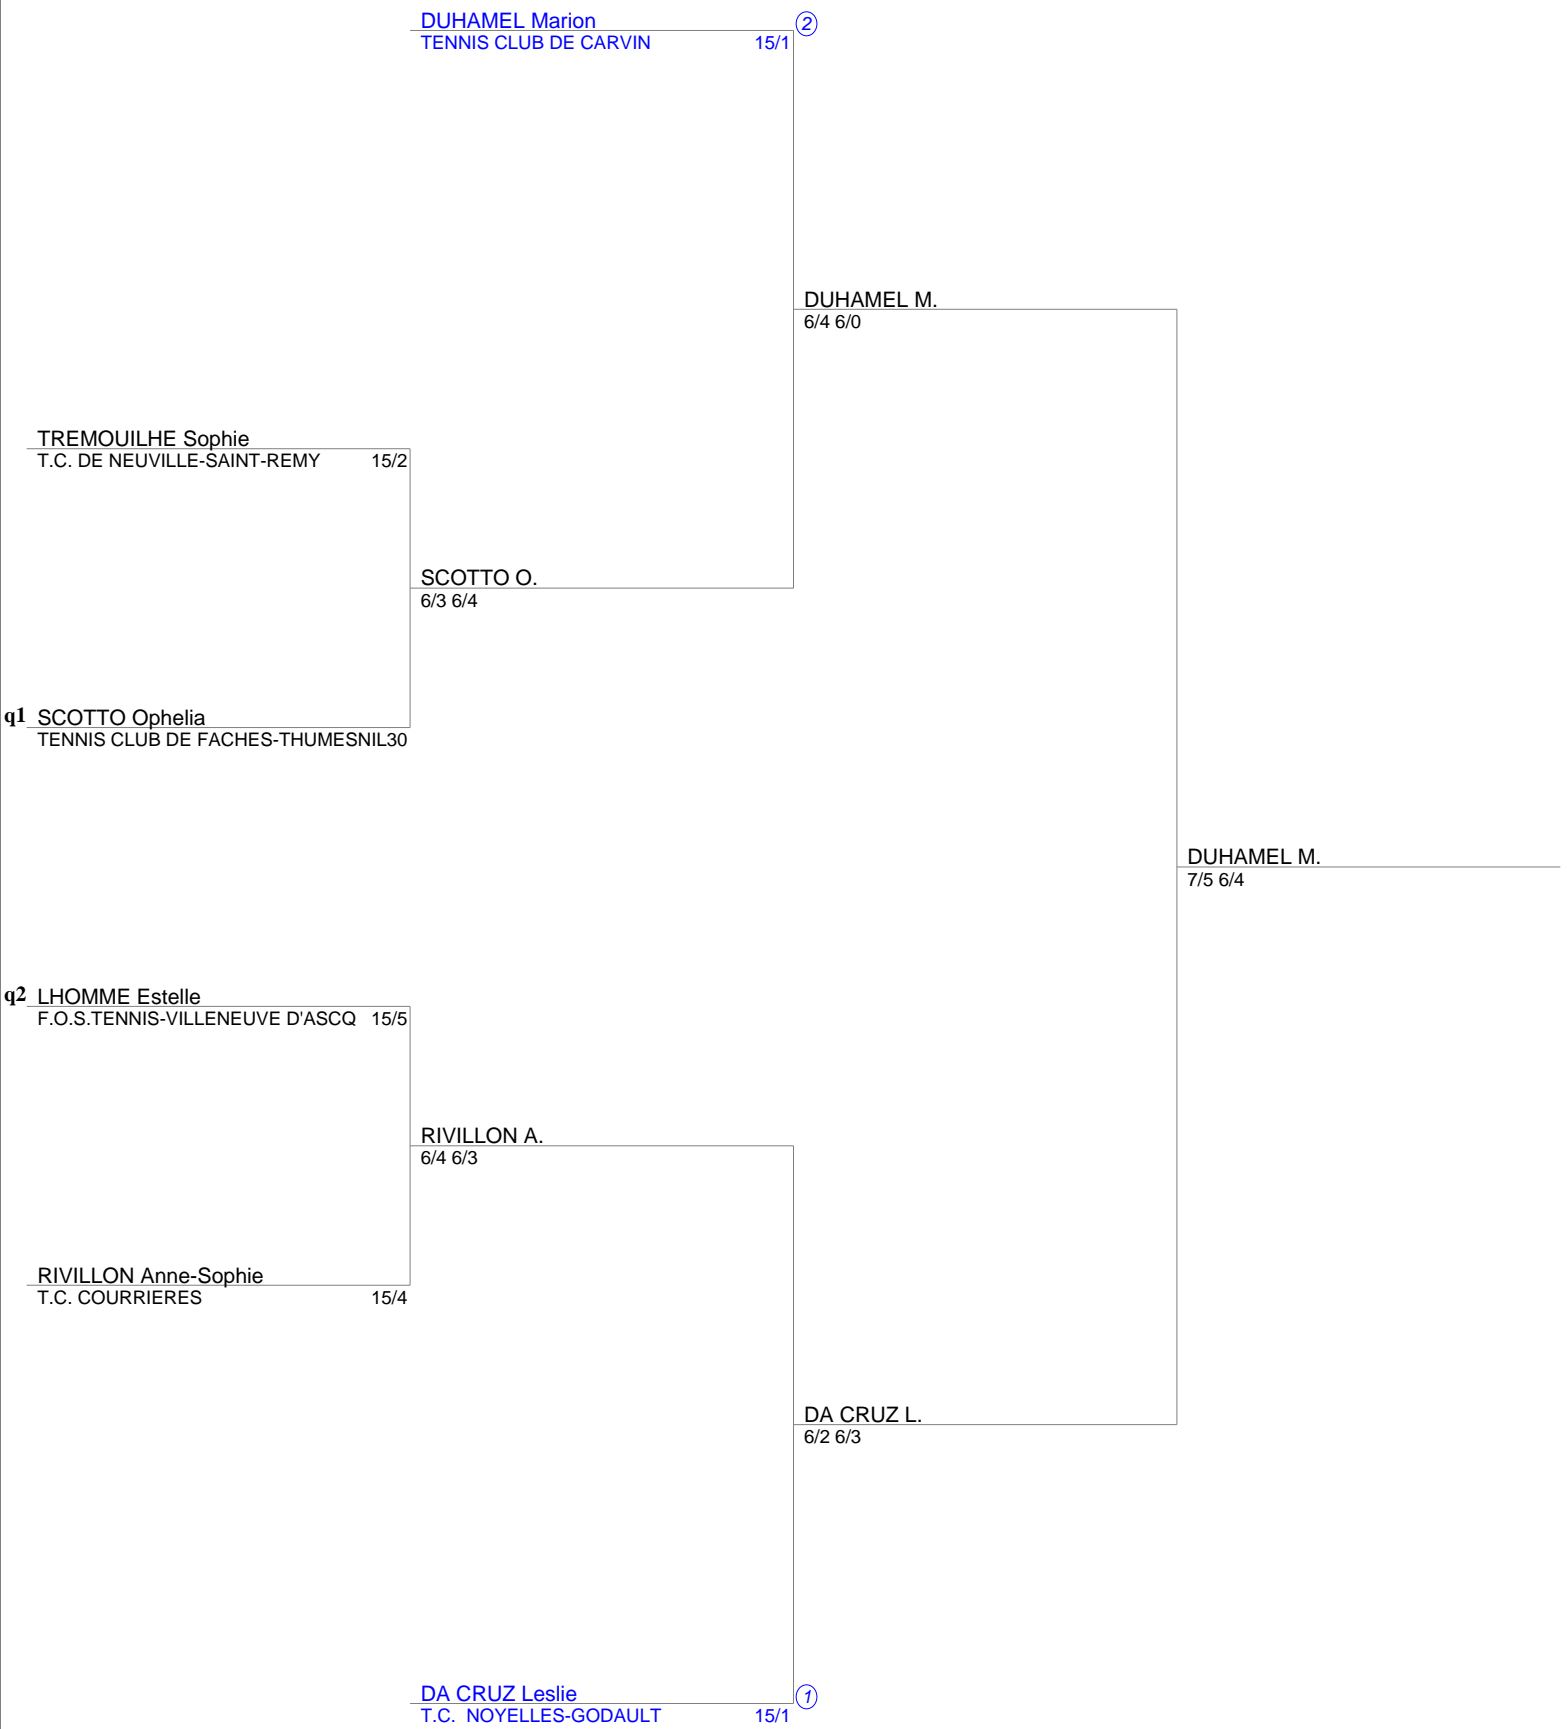 DUHAMEL Marion 2
TENNIS CLUB DE CARVIN 15/1
DUHAMEL M.
6/4 6/0
TREMOUILHE Sophie
T.C. DE NEUVILLE-SAINT-REMY 15/2
SCOTTO O.
6/3 6/4
q1 SCOTTO Ophelia
TENNIS CLUB DE FACHES-THUMESNIL30
DUHAMEL M.
7/5 6/4
q2 LHOMME Estelle
F.O.S.TENNIS-VILLENEUVE D'ASCQ 15/5
RIVILLON A.
6/4 6/3
RIVILLON Anne-Sophie
T.C. COURRIERES 15/4
DA CRUZ L.
6/2 6/3
DA CRUZ Leslie 1
T.C. NOYELLES-GODAULT 15/1